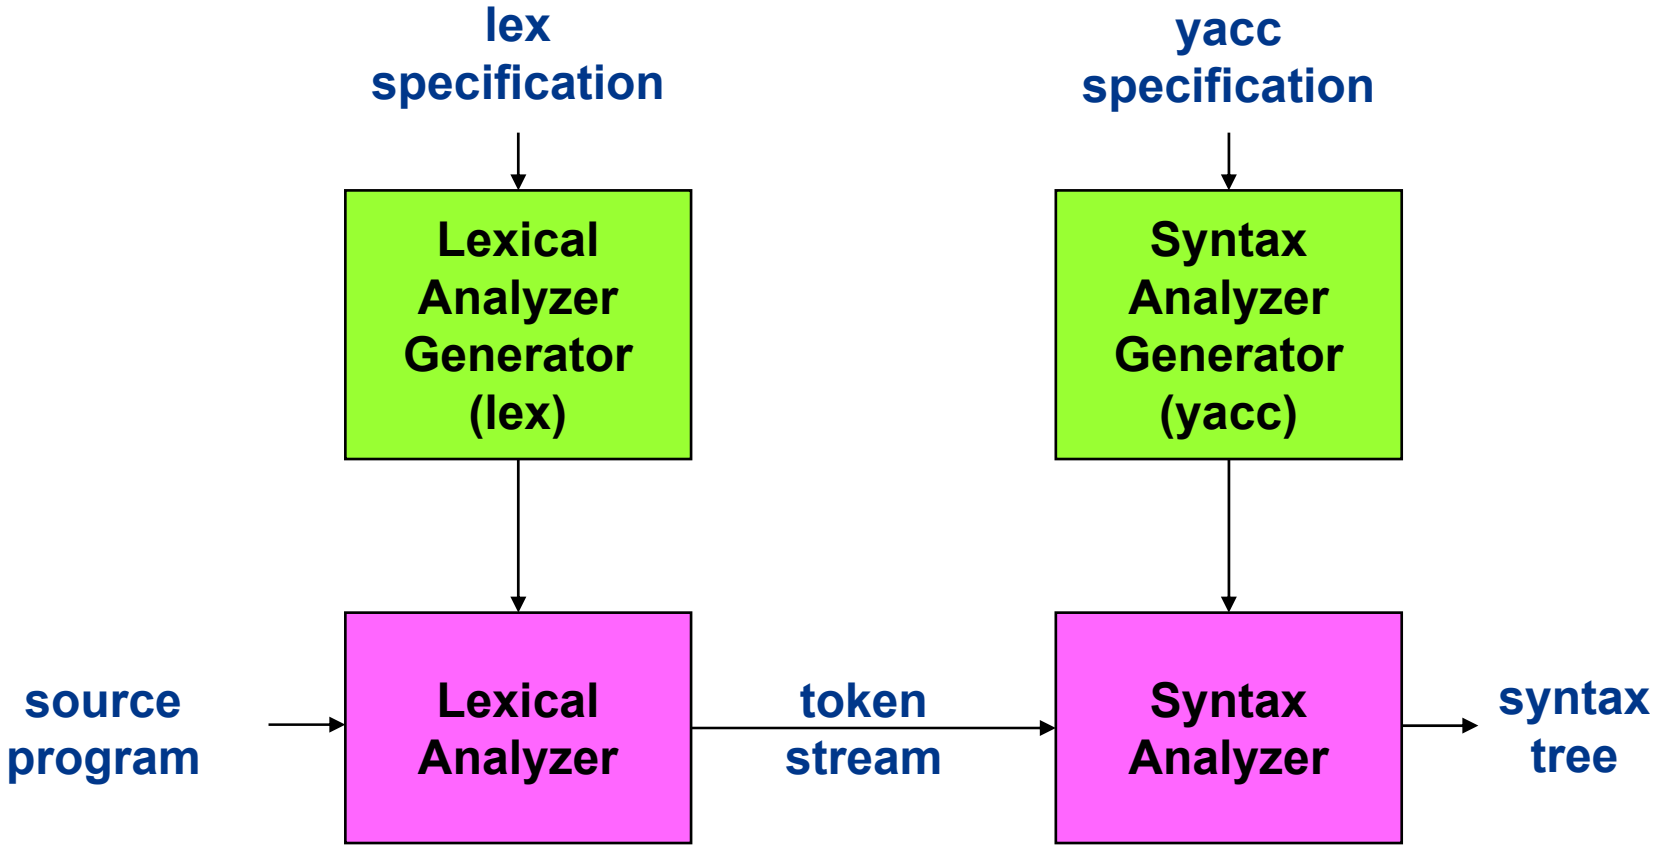 lex
specification
yacc
specification
Lexical
Analyzer
Generator
(lex)
Syntax
Analyzer
Generator
(yacc)
source
program
Lexical
Analyzer
token
stream
Syntax
Analyzer
syntax
tree